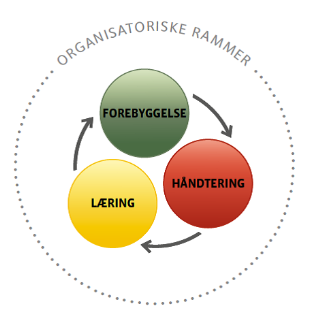 ORGANISATORISKE RAMMER
FOREBYGGELSE
HÅNDTERING
LÆRING